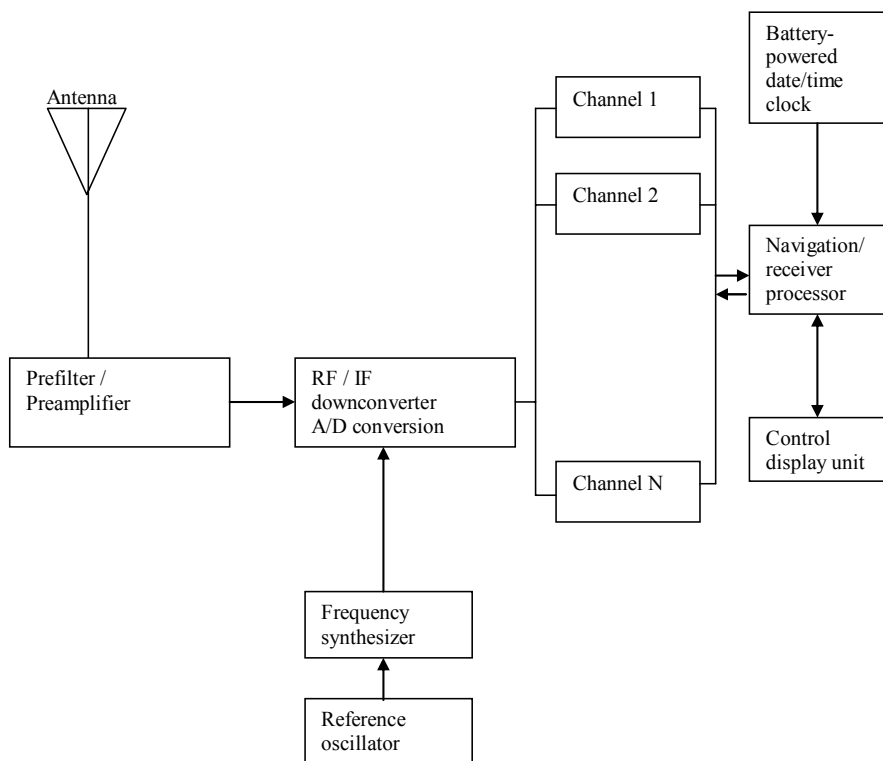 Antenna
Prefilter /
Preamplifier
RF / IF
downconverter
A/D conversion
Frequency
synthesizer
Reference
oscillator
Channel 1
Channel 2
Channel N
Battery-
powered
date/time
clock
Navigation/
receiver
processor
Control
display unit